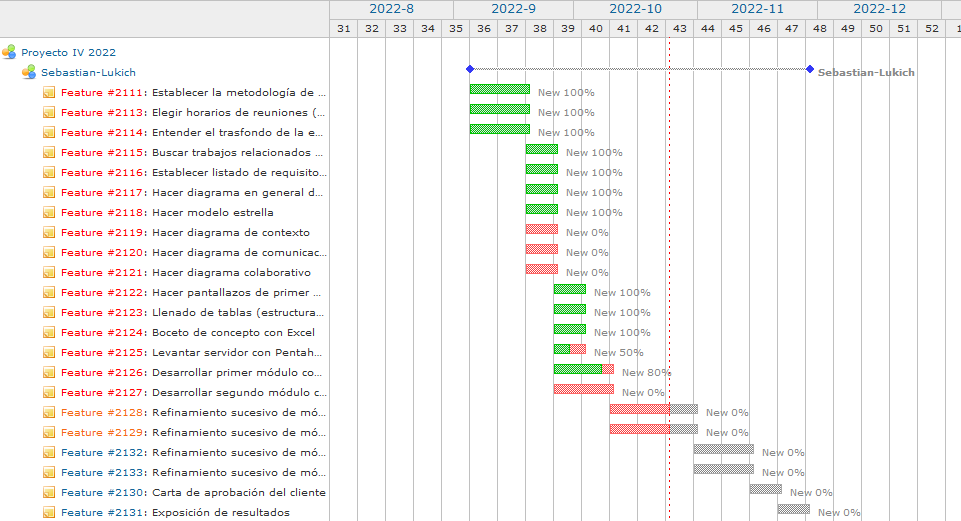 2022-8 2022-9 2022-10 2022-11 2022-12
31 32 33 34 35 36 37 38 39 40 41 42 43 44 45 46 47 48 49 50 51 52 1
Proyecto IV 2022
Sebastian-Lukich Sebastian-Lukich
Feature #2111: Establecer la metodología de ... New 100%
Feature #2113: Elegir horarios de reuniones (... New 100%
Feature #2114: Entender el trasfondo de la e... New 100%
Feature #2115: Buscar trabajos relacionados ... New 100%
Feature #2116: Establecer listado de requisito... New 100%
Feature #2117: Hacer diagrama en general d... New 100%
Feature #2118: Hacer modelo estrella New 100%
Feature #2119: Hacer diagrama de contexto New 0%
Feature #2120: Hacer diagrama de comunicac... New 0%
Feature #2121: Hacer diagrama colaborativo New 0%
Feature #2122: Hacer pantallazos de primer ... New 100%
Feature #2123: Llenado de tablas (estructura... New 100%
Feature #2124: Boceto de concepto con Excel New 100%
Feature #2125: Levantar servidor con Pentah... New 50%
Feature #2126: Desarrollar primer módulo co... New 80%
Feature #2127: Desarrollar segundo módulo c... New 0%
Feature #2128: Refinamiento sucesivo de mó... New 0%
Feature #2129: Refinamiento sucesivo de mó... New 0%
Feature #2132: Refinamiento sucesivo de mó... New 0%
Feature #2133: Refinamiento sucesivo de mó... New 0%
Feature #2130: Carta de aprobación del cliente New 0%
Feature #2131: Exposición de resultados New 0%